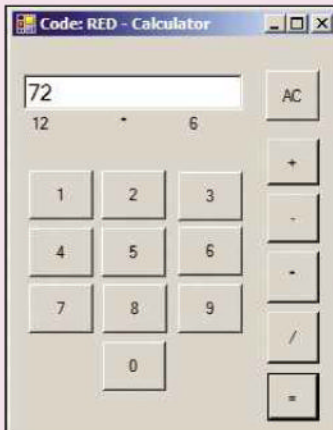 Code: RED - Calculator
72
AC
12 * 6
+
1 2 3
-
4 5 6
*
7 8 9
/
0
=